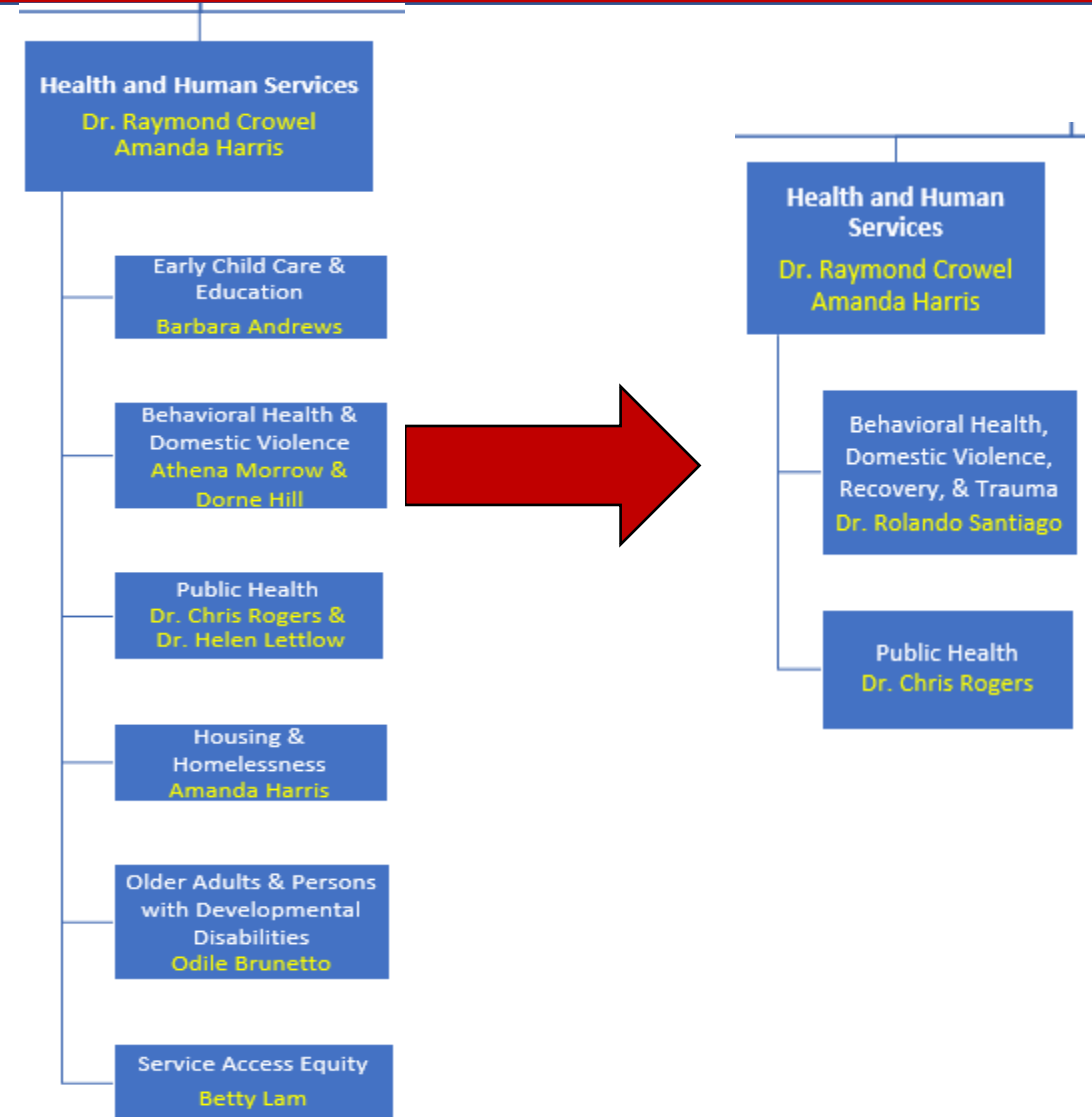 Health and Human Services
Dr. Raymond Crowel
Amanda Harris
Early Child Care &
Education
Barbara Andrews
Behavioral Health &
Domestic Violence
Athena Morrow &
Dorne Hill
Public Health
Dr. Chris Rogers &
Dr. Helen Lettlow
Housing &
Homelessness
Amanda Harris
Older Adults & Persons
with Developmental
Disabilities
Odile Brunetto
Service Access Equity
Betty Lam
Health and Human
Services
Dr. Raymond Crowel
Amanda Harris
Behavioral Health,
Domestic Violence,
Recovery, & Trauma
Dr. Rolando Santiago
Public Health
Dr. Chris Rogers